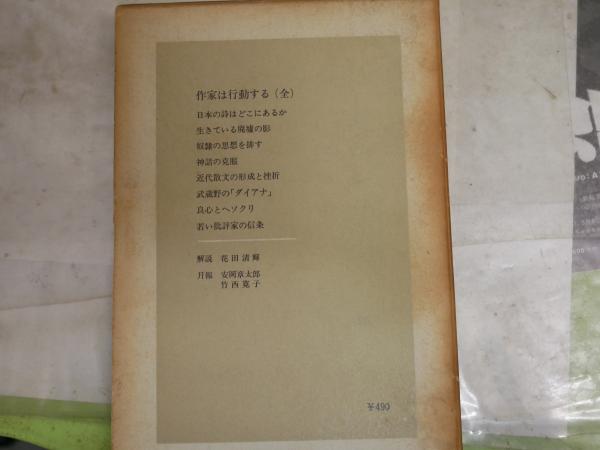 作家は行動する（全）
日本の詩はどこにあるか
生きている廃墟の影
奴隷の思想を排す
神話の克服
近代散文の形成と挫折
武蔵野の「ダイアナ」
良心とヘソクリ
若い批評家の信条
解説 花田清輝
月報 安岡章太郎
竹西寛子
¥490